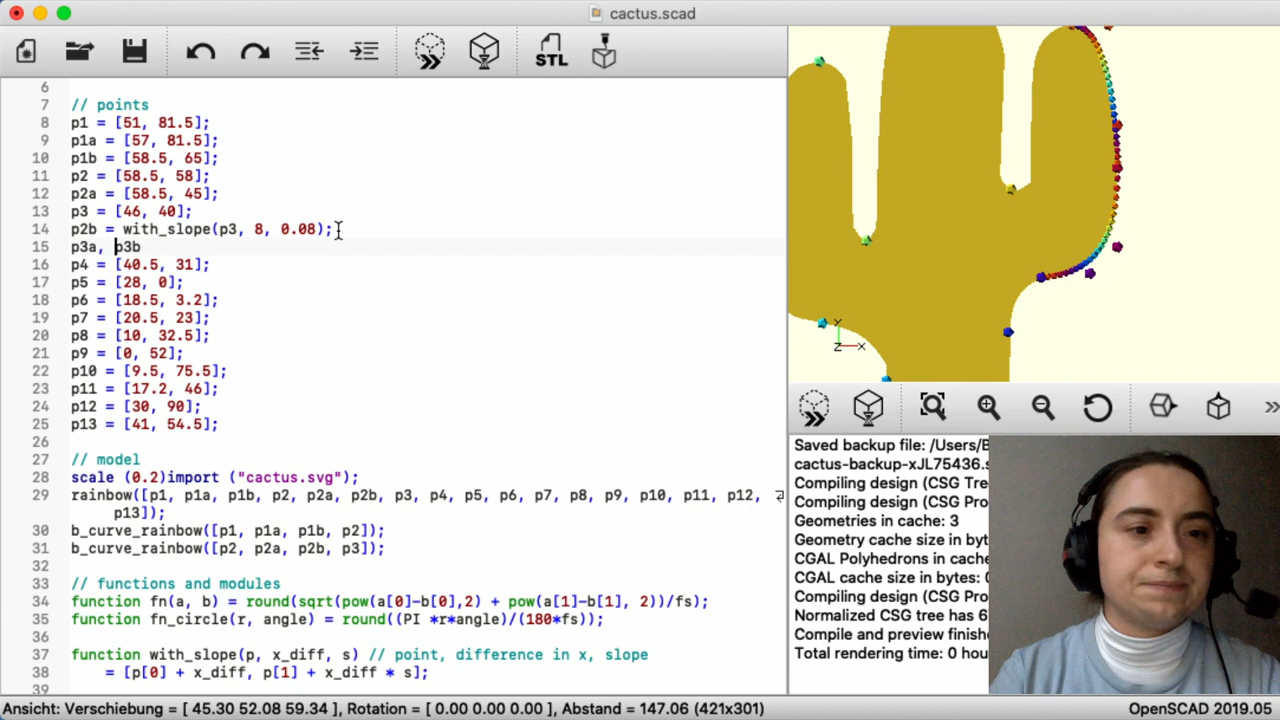 cactus.scad
STL
6
7 // points
8 p1 = [51, 81.5];
9 p1a = [57, 81.5];
10 p1b = [58.5, 65];
11 p2 = [58.5, 58];
12 p2a = [58.5, 45];
13 p3 = [46, 40];
14 p2b = with_slope(p3, 8, 0.08);
15 p3a, p3b
16 p4 = [40.5, 31];
17 p5 = [28, 0];
18 p6 = [18.5, 3.2];
19 p7 = [20.5, 23];
20 p8 = [10, 32.5];
21 p9 = [0, 52];
22 p10 = [9.5, 75.5];
23 p11 = [17.2, 46];
24 p12 = [30, 90];
25 p13 = [41, 54.5];
26
27 // model
28 scale (0.2)import ("cactus.svg");
29 rainbow([p1, p1a, p1b, p2, p2a, p2b, p3, p4, p5, p6, p7, p8, p9, p10, p11, p12,
p13]);
30 b_curve_rainbow([p1, p1a, p1b, p2]);
31 b_curve_rainbow([p2, p2a, p2b, p3]);
32
33 // functions and modules
34 function fn(a, b) = round(sqrt(pow(a[0]-b[0],2) + pow(a[1]-b[1], 2))/fs);
35 function fn_circle(r, angle) = round((PI *r*angle)/(180*fs));
36
37 function with_slope(p, x_diff, s) // point, difference in x, slope
38 = [p[0] + x_diff, p[1] + x_diff * s];
39
Y
Z X
Saved backup file: /Users/B
cactus-backup-xJL75436.s
Compiling design (CSG Tre
Compiling design (CSG Pro
Geometries in cache: 3
Geometry cache size in byt
CGAL Polyhedrons in cache
CGAL cache size in bytes: 0
Compiling design (CSG Pro
Normalized CSG tree has 6
Compile and preview finishe
Total rendering time: 0 hou
Ansicht: Verschiebung = [ 45.30 52.08 59.34 ], Rotation = [ 0.00 0.00 0.00 ], Abstand = 147.06 (421x301)
OpenSCAD 2019.05